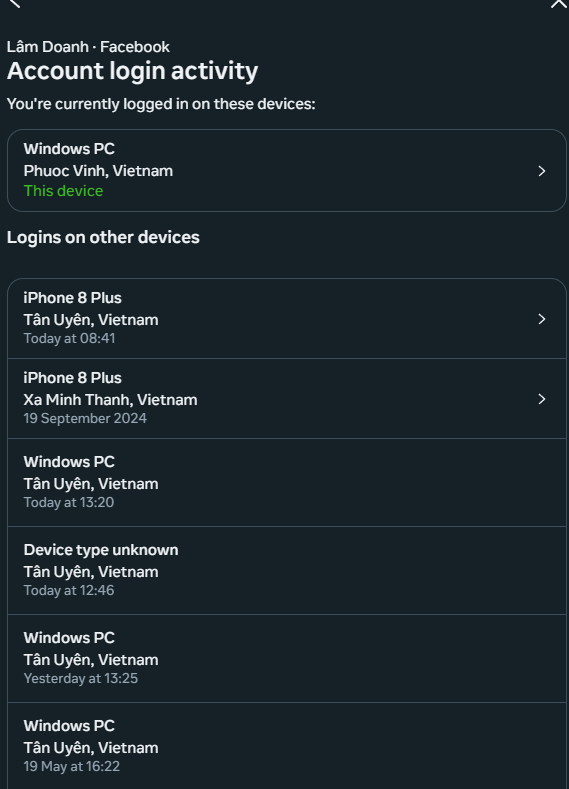 Lâm Doanh · Facebook
Account login activity
You're currently logged in on these devices:
Windows PC
Phuoc Vinh, Vietnam
This device
Logins on other devices
iPhone 8 Plus
Tân Uyên, Vietnam
Today at 08:41
iPhone 8 Plus
Xa Minh Thanh, Vietnam
19 September 2024
Windows PC
Tân Uyên, Vietnam
Today at 13:20
Device type unknown
Tân Uyên, Vietnam
Today at 12:46
Windows PC
Tân Uyên, Vietnam
Yesterday at 13:25
Windows PC
Tân Uyên, Vietnam
19 May at 16:22